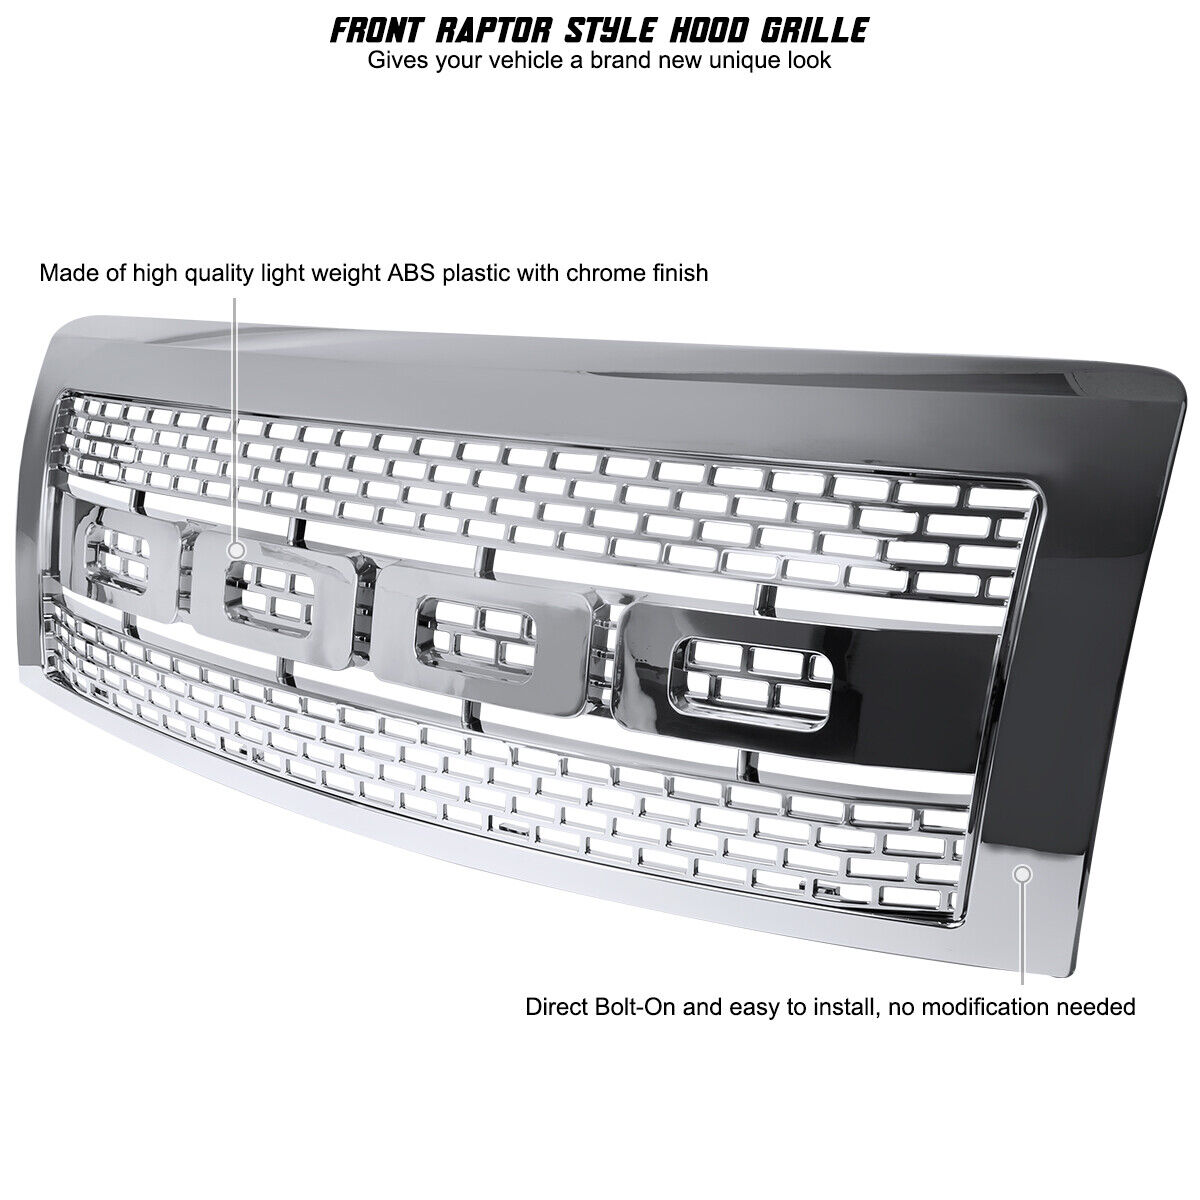 FRONT RAPTOR STYLE HOOD GRILLE
Gives your vehicle a brand new unique look
Made of high quality light weight ABS plastic with chrome finish
Direct Bolt-On and easy to install, no modification needed